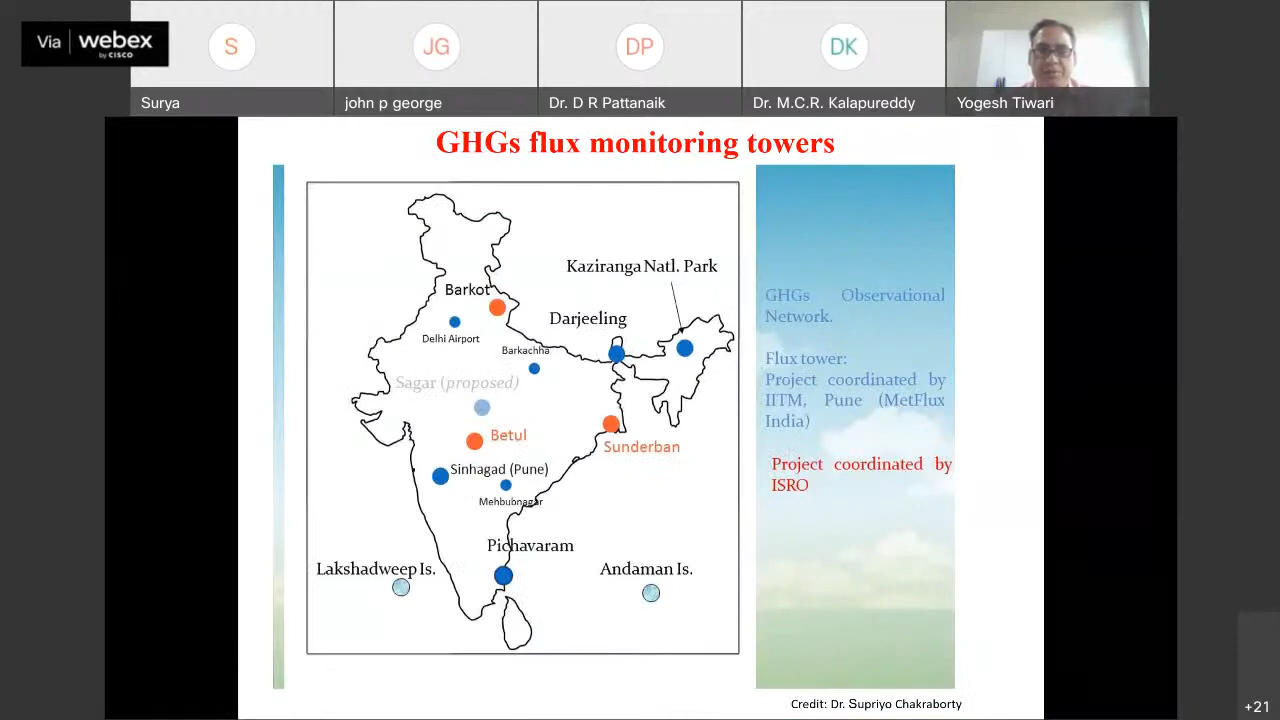 Via webex
by CISCO
S
JG
DP
DK
Surya
john p george
Dr. D R Pattanaik
Dr. M.C.R. Kalapureddy
Yogesh Tiwari
GHGs flux monitoring towers
Kaziranga Natl. Park
Barkot
Darjeeling
Delhi Airport
Barkachha
Sagar (proposed)
Betul
Sunderban
Sinhagad (Pune)
Mehbubnagar
Pichavaram
Lakshadweep Is.
Andaman Is.
GHGs Observational
Network.
Flux tower:
Project coordinated by
IITM, Pune (MetFlux
India)
Project coordinated by
ISRO
Credit: Dr. Supriyo Chakraborty
+21